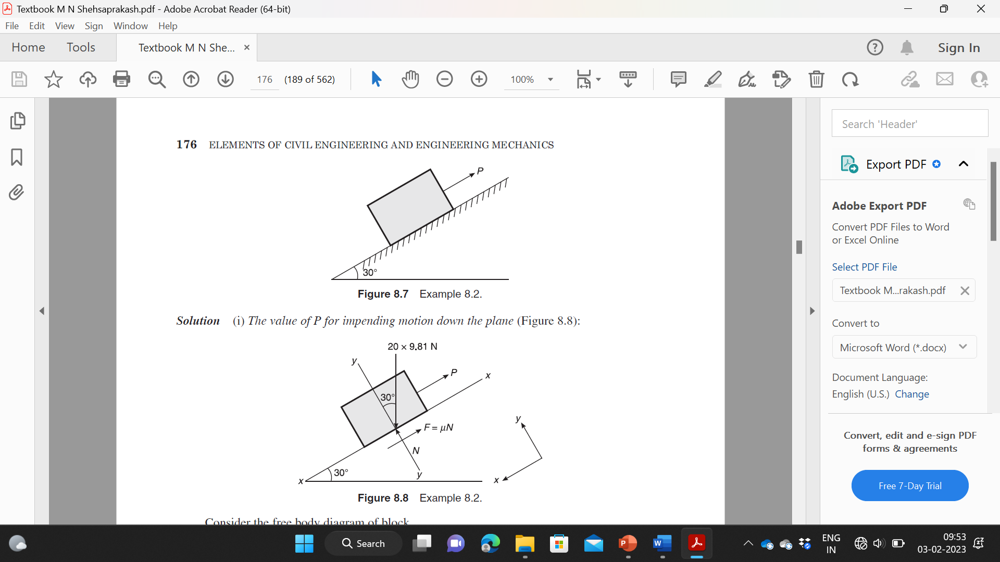 Textbook M N Shehsaprakash.pdf - Adobe Acrobat Reader (64-bit)
File Edit View Sign Window Help
Home Tools Textbook M N She... × Sign In
176 (189 of 562) 100%
176 ELEMENTS OF CIVIL ENGINEERING AND ENGINEERING MECHANICS
P
30°
Figure 8.7 Example 8.2.
Solution (i) The value of P for impending motion down the plane (Figure 8.8):
20 × 9.81 N
y
P
x
30°
y
F = μN
N
30°
y
x
x
Figure 8.8 Example 8.2.
Consider the free body diagram of block
Search 'Header'
Export PDF
Adobe Export PDF
Convert PDF Files to Word
or Excel Online
Select PDF File
Textbook M...rakash.pdf
Convert to
Microsoft Word (*.docx)
Document Language:
English (U.S.) Change
Convert, edit and e-sign PDF
forms & agreements
Free 7-Day Trial
Search
P
W
ENG
IN
09:53
03-02-2023